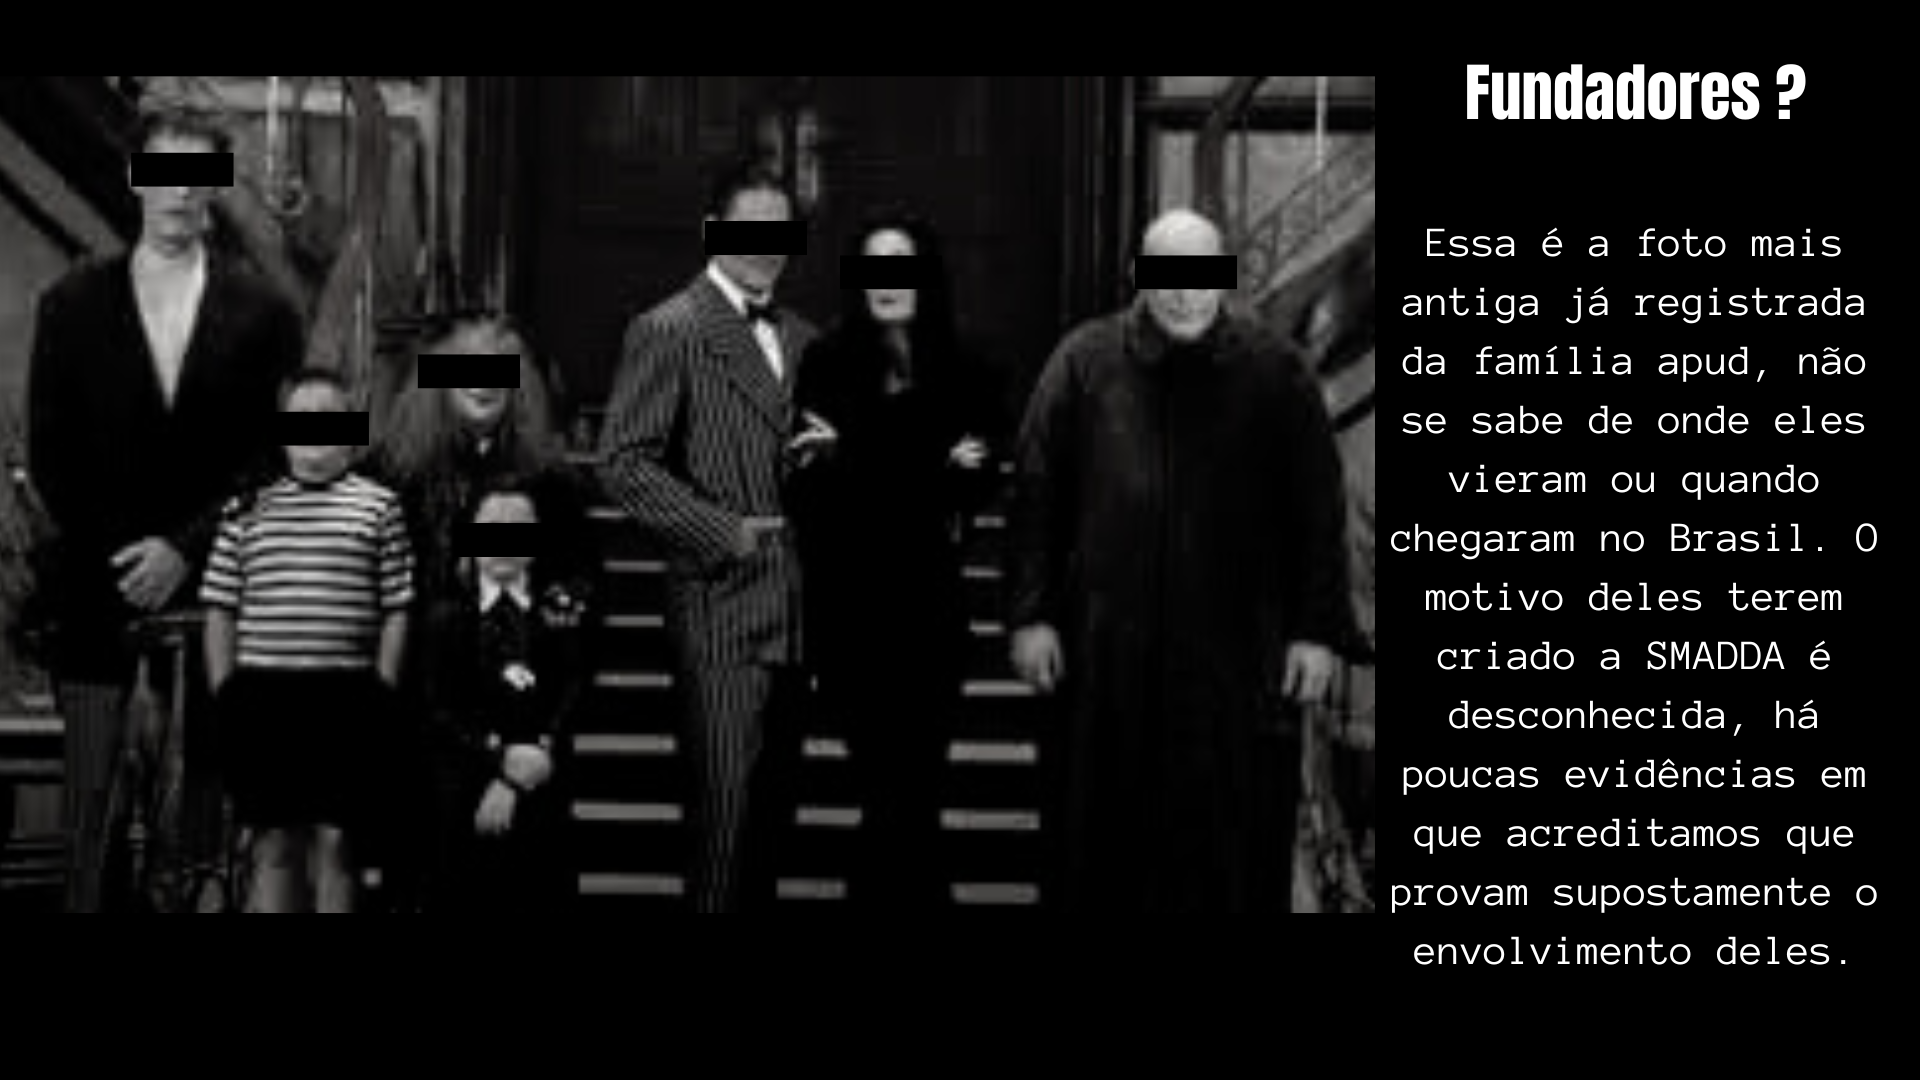 Fundadores ?
Essa é a foto mais
antiga já registrada
da família apud, não
se sabe de onde eles
vieram ou quando
chegaram no Brasil. O
motivo deles terem
criado a SMADDA é
desconhecida, há
poucas evidências em
que acreditamos que
provam supostamente o
envolvimento deles.